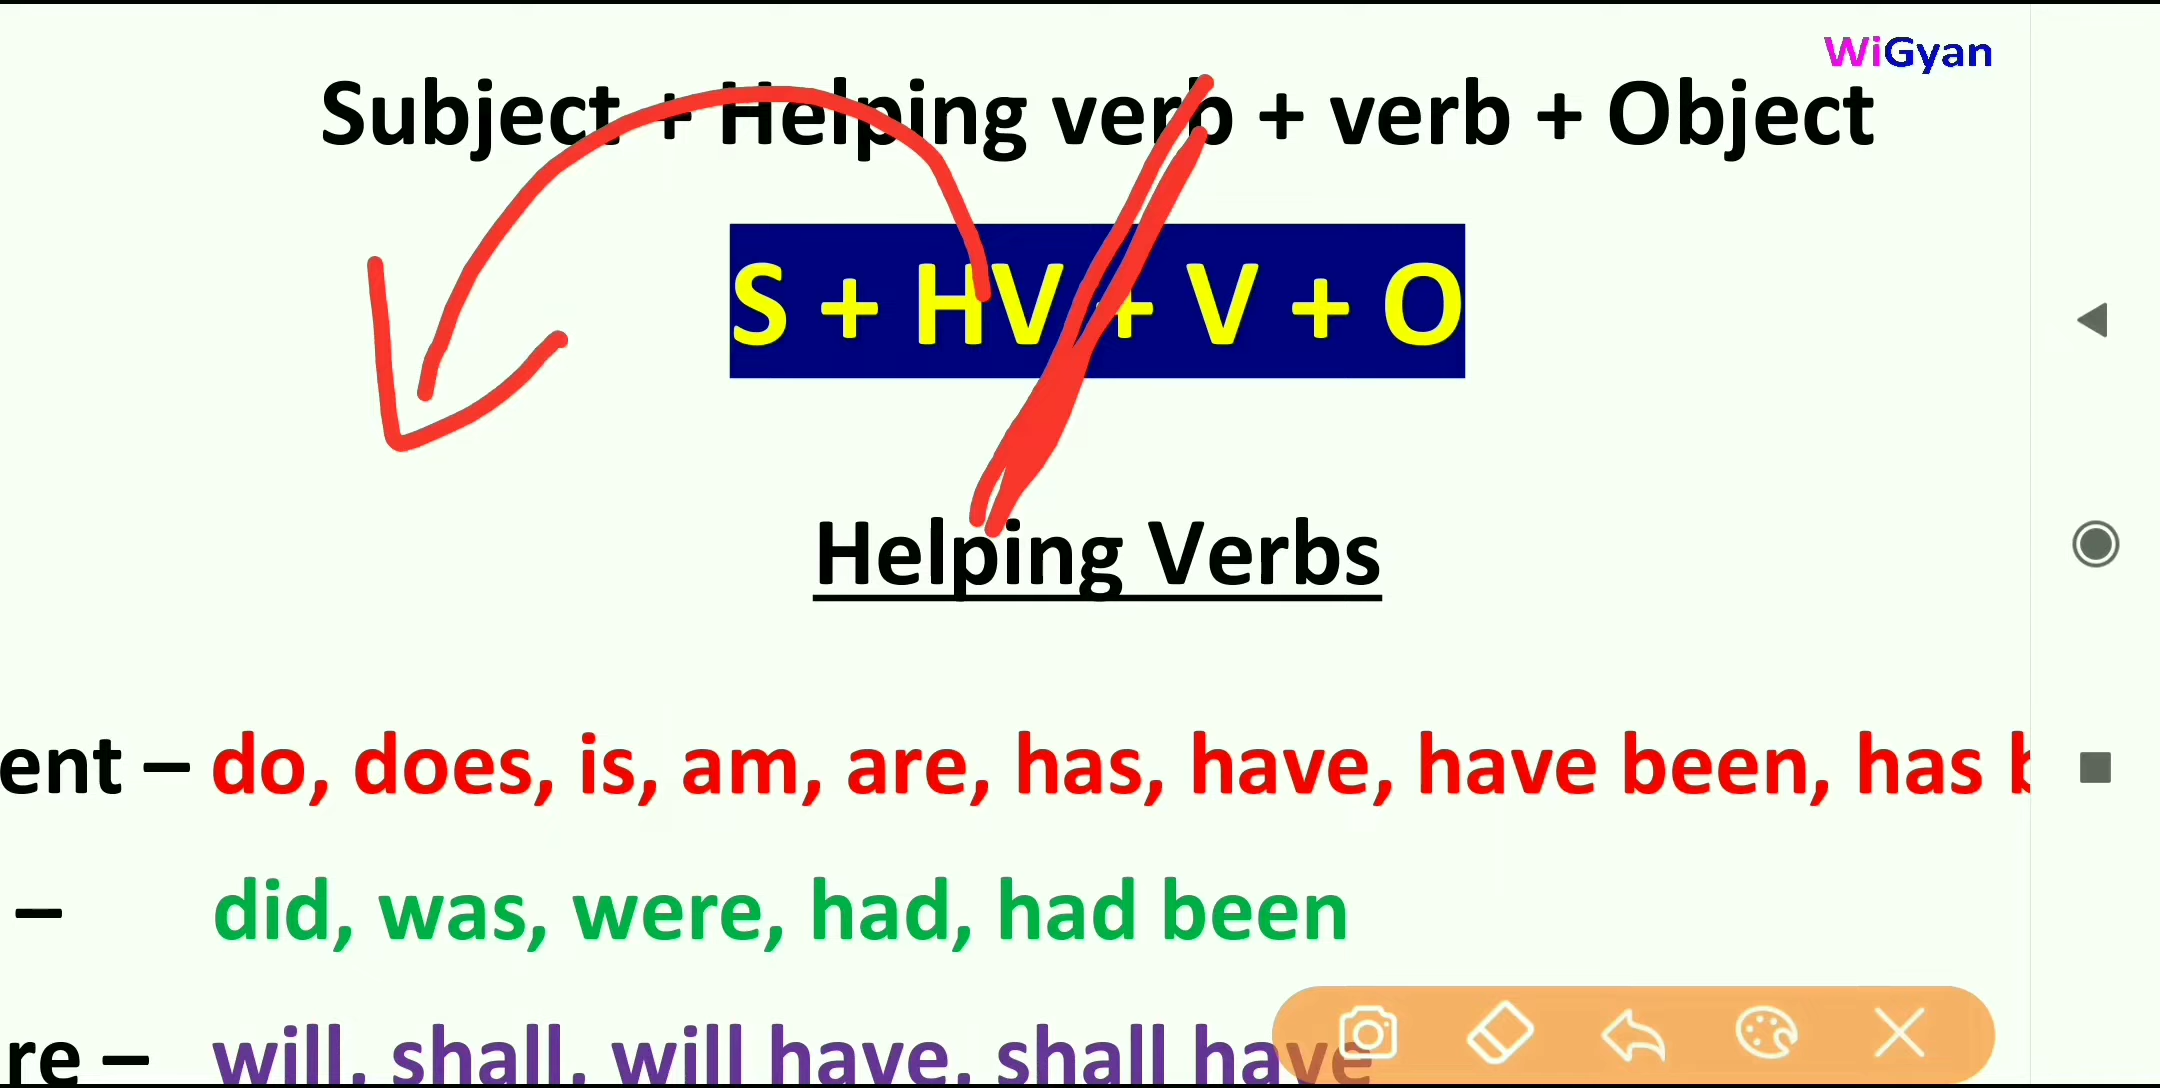 WiGyan
Subject + Helping verb + verb + Object
S + HV + V + O
Helping Verbs
ent – do, does, is, am, are, has, have, have been, has b
– did, was, were, had, had been
re – will, shall, will have, shall have